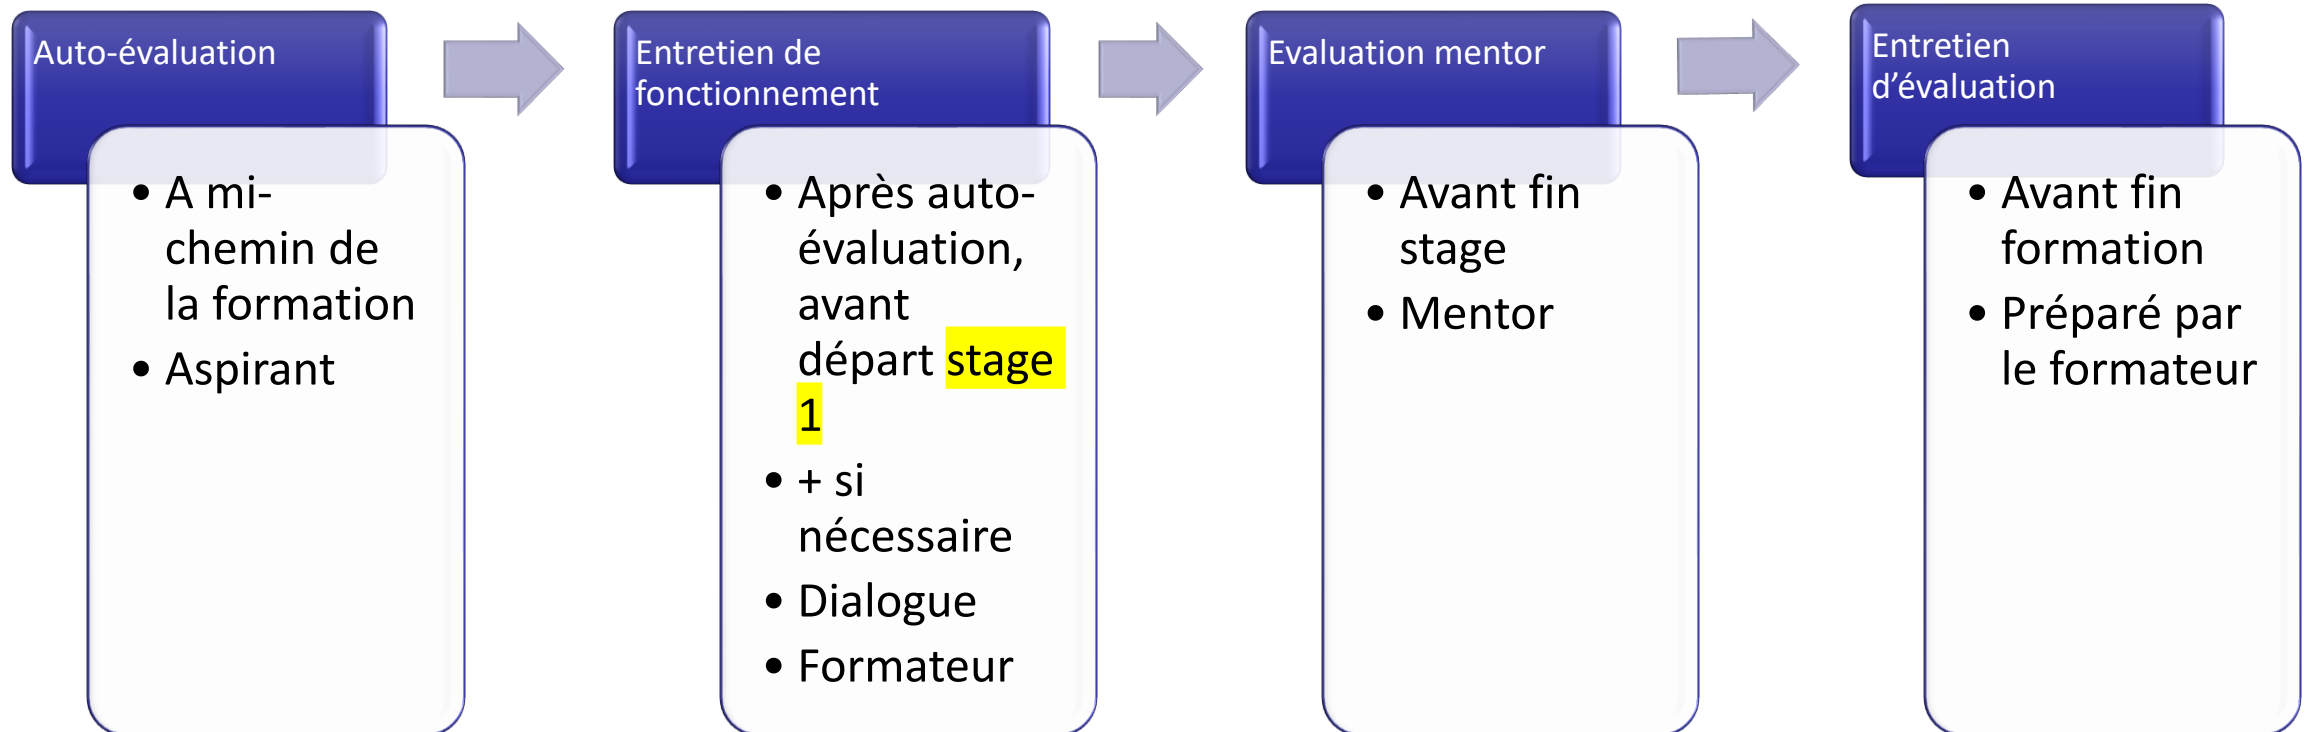 Auto-évaluation
• A mi-
chemin de
la formation
• Aspirant
Entretien de
fonctionnement
• Après auto-
évaluation,
avant
départ stage
1
• + si
nécessaire
• Dialogue
• Formateur
Evaluation mentor
• Avant fin
stage
• Mentor
Entretien
d’évaluation
• Avant fin
formation
• Préparé par
le formateur